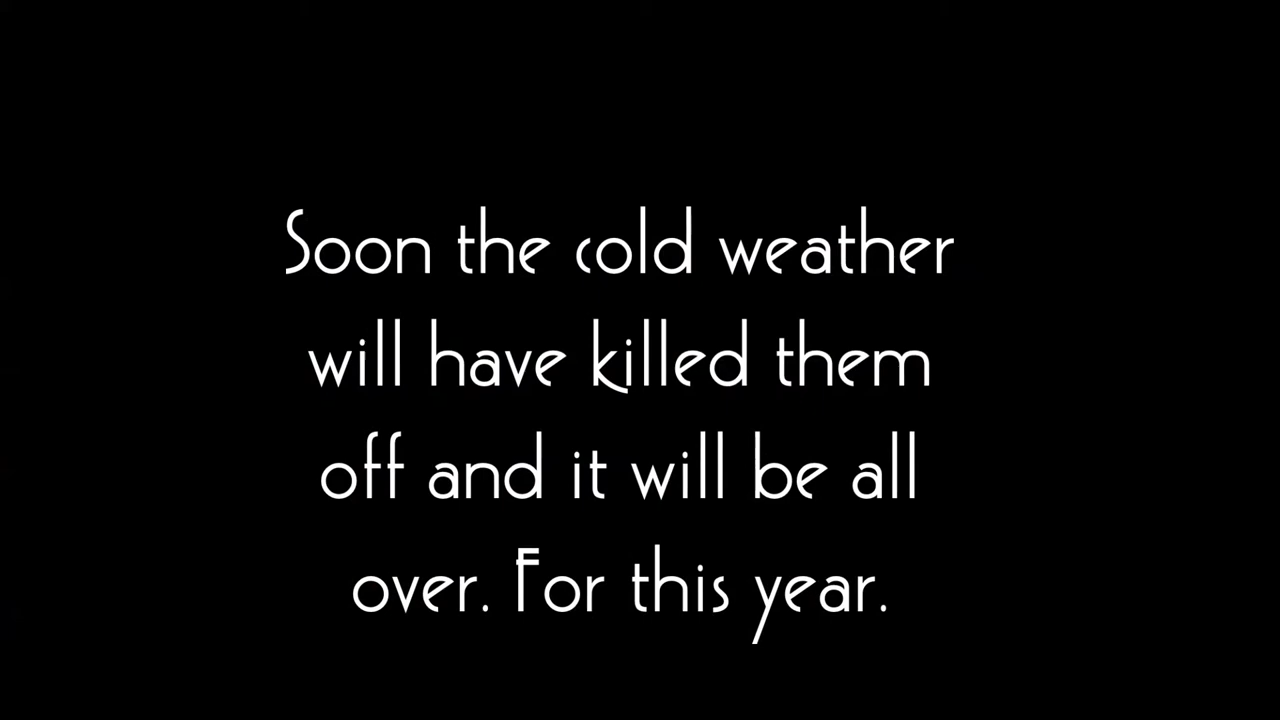 Soon the cold weather
will have killed them
off and it will be all
over. For this year.